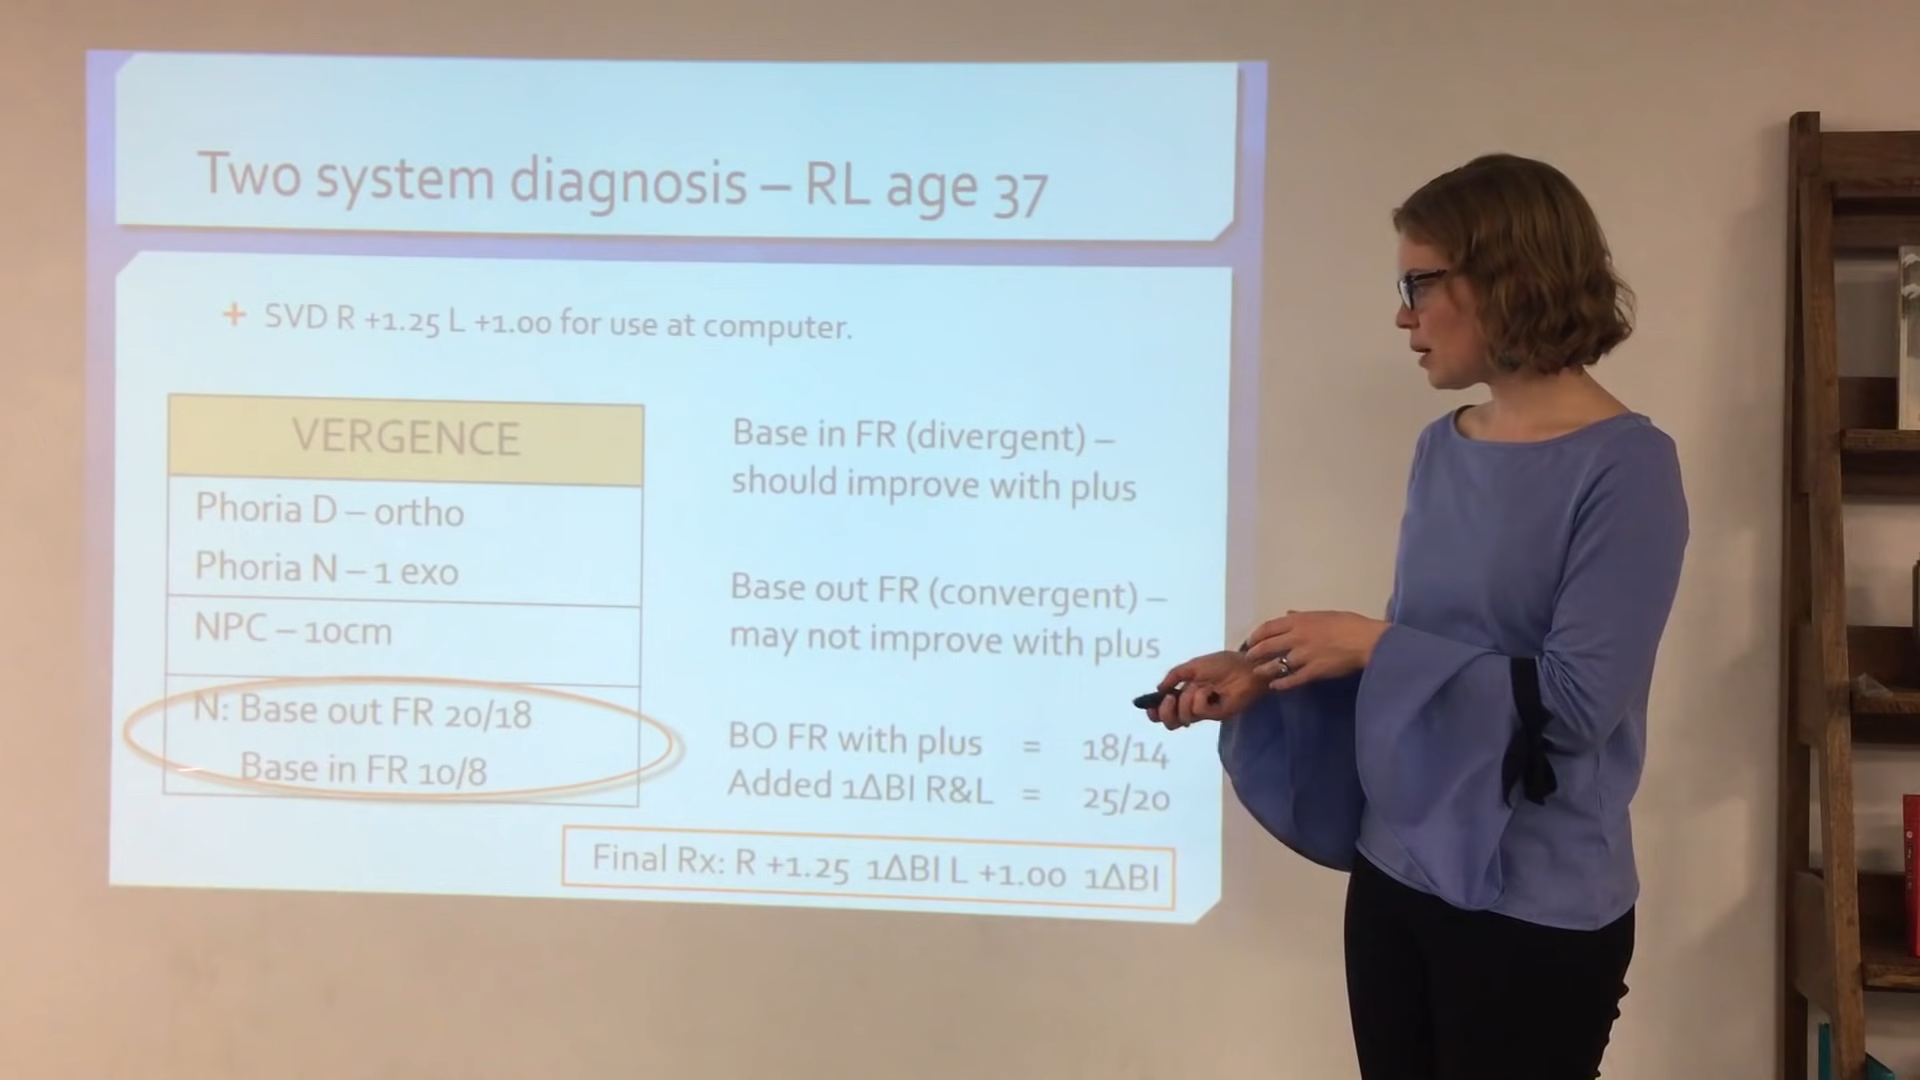 Two system diagnosis – RL age 37
+ SVD R +1.25 L +1.00 for use at computer.
VERGENCE
Phoria D – ortho
Phoria N – 1 exo
NPC – 10cm
N: Base out FR 20/18
Base in FR 10/8
Base in FR (divergent) –
should improve with plus
Base out FR (convergent) –
may not improve with plus
BO FR with plus = 18/14
Added 1ΔBI R&L = 25/20
Final Rx: R +1.25 1ΔBI L +1.00 1ΔBI